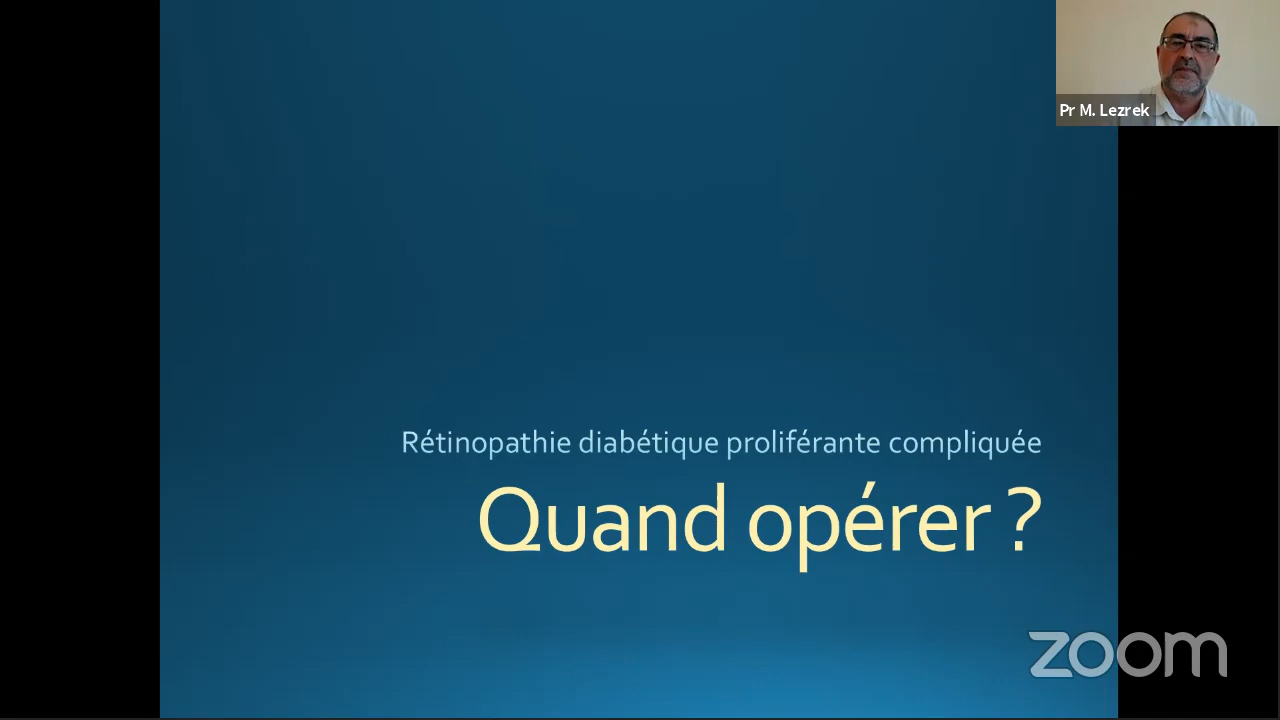 Pr M. Lezrek
Rétinopathie diabétique proliférante compliquée
Quand opérer ?
zoom